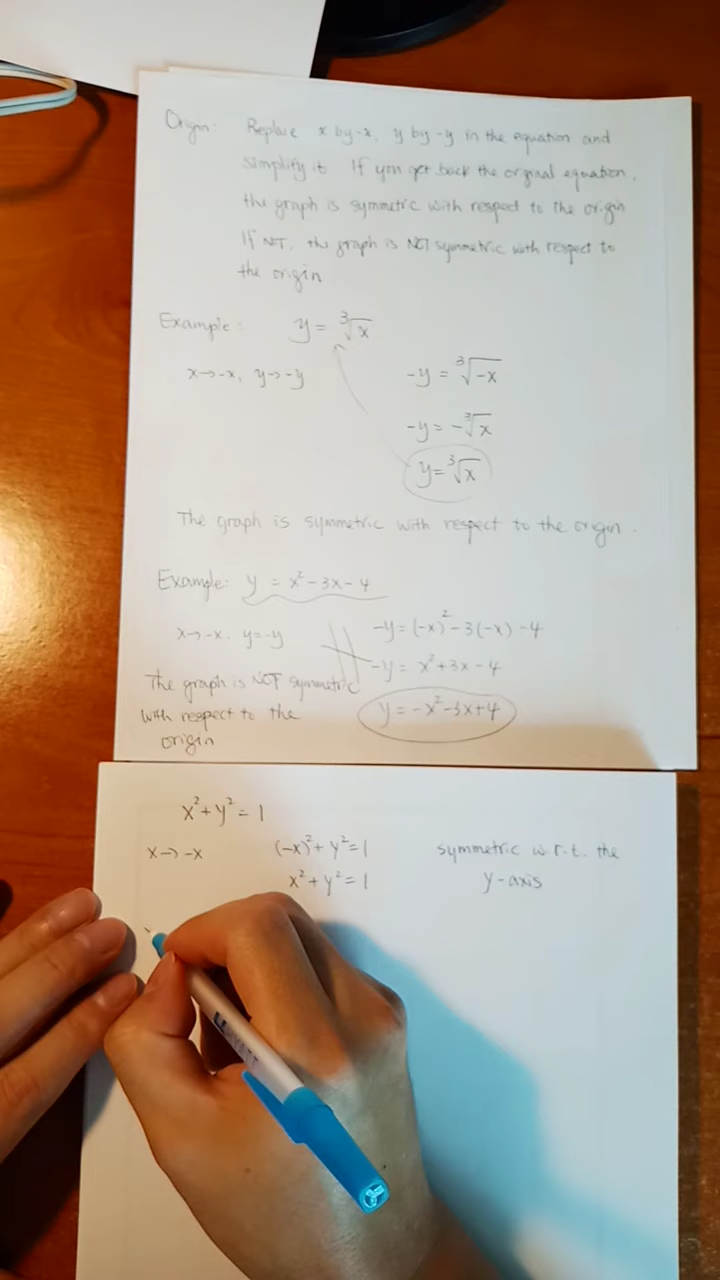 Origin: Replace x by -x, y by -y in the equation and
simplify it. If you get back the original equation,
the graph is symmetric with respect to the origin
If NOT, the graph is NOT symmetric with respect to
the origin
Example: y = ∛x
x→-x, y→-y
-y = ∛-x
-y = -∛x
y = ∛x
The graph is symmetric with respect to the origin.
Example: y = x² - 3x - 4
x→-x, y=-y
-y = (-x)² - 3(-x) - 4
-y = x² + 3x - 4
y = -x² - 3x + 4
The graph is NOT symmetric
with respect to the
origin
x² + y² = 1
x→ -x
(-x)² + y² = 1
x² + y² = 1
symmetric w.r.t. the
y-axis